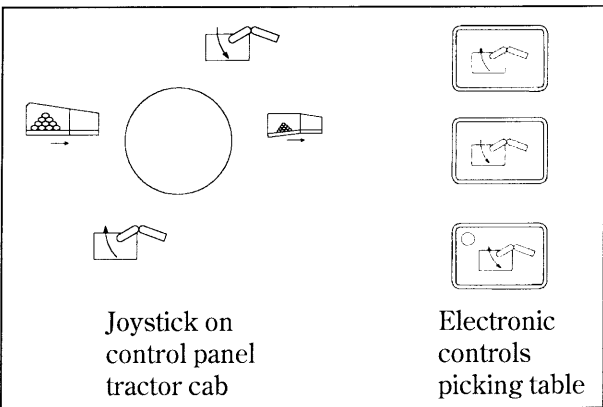 Joystick on
control panel
tractor cab
Electronic
controls
picking table